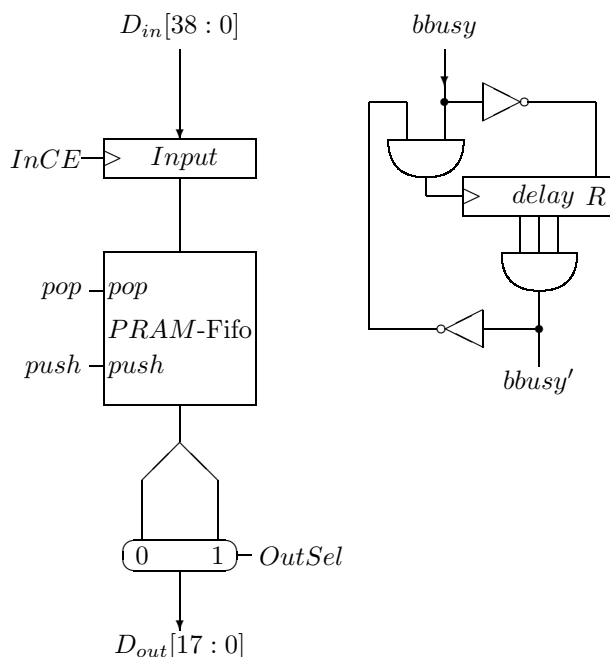 D_in[38 : 0]
InCE
Input
pop
pop
PRAM-Fifo
push
push
0
1
OutSel
D_out[17 : 0]
bbusy
delay
R
bbusy'